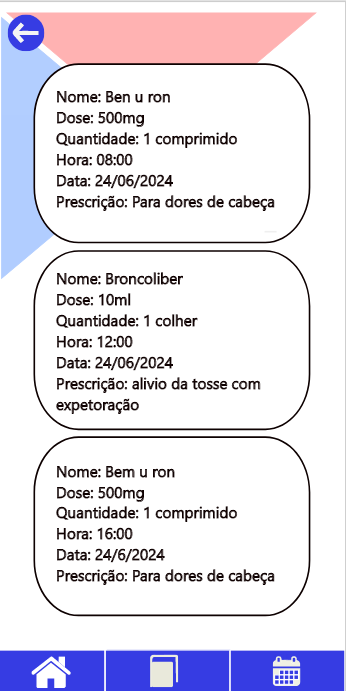 Nome: Ben u ron
Dose: 500mg
Quantidade: 1 comprimido
Hora: 08:00
Data: 24/06/2024
Prescrição: Para dores de cabeça
Nome: Broncoliber
Dose: 10ml
Quantidade: 1 colher
Hora: 12:00
Data: 24/06/2024
Prescrição: alivio da tosse com
expetoração
Nome: Bem u ron
Dose: 500mg
Quantidade: 1 comprimido
Hora: 16:00
Data: 24/6/2024
Prescrição: Para dores de cabeça